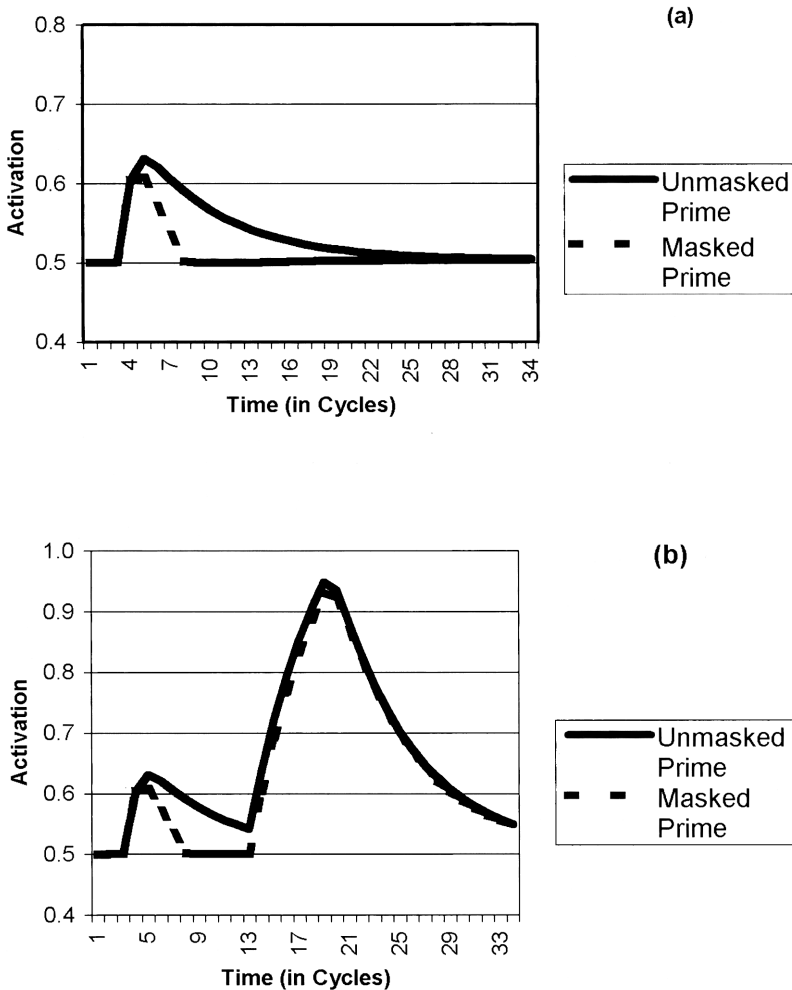 (a)
0.8
0.7
0.6
0.5
0.4
Activation
1 4 7 10 13 16 19 22 25 28 31 34
Time (in Cycles)
Unmasked
Prime
Masked
Prime
(b)
1.0
0.9
0.8
0.7
0.6
0.5
0.4
Activation
1 5 9 13 17 21 25 29 33
Time (in Cycles)
Unmasked
Prime
Masked
Prime